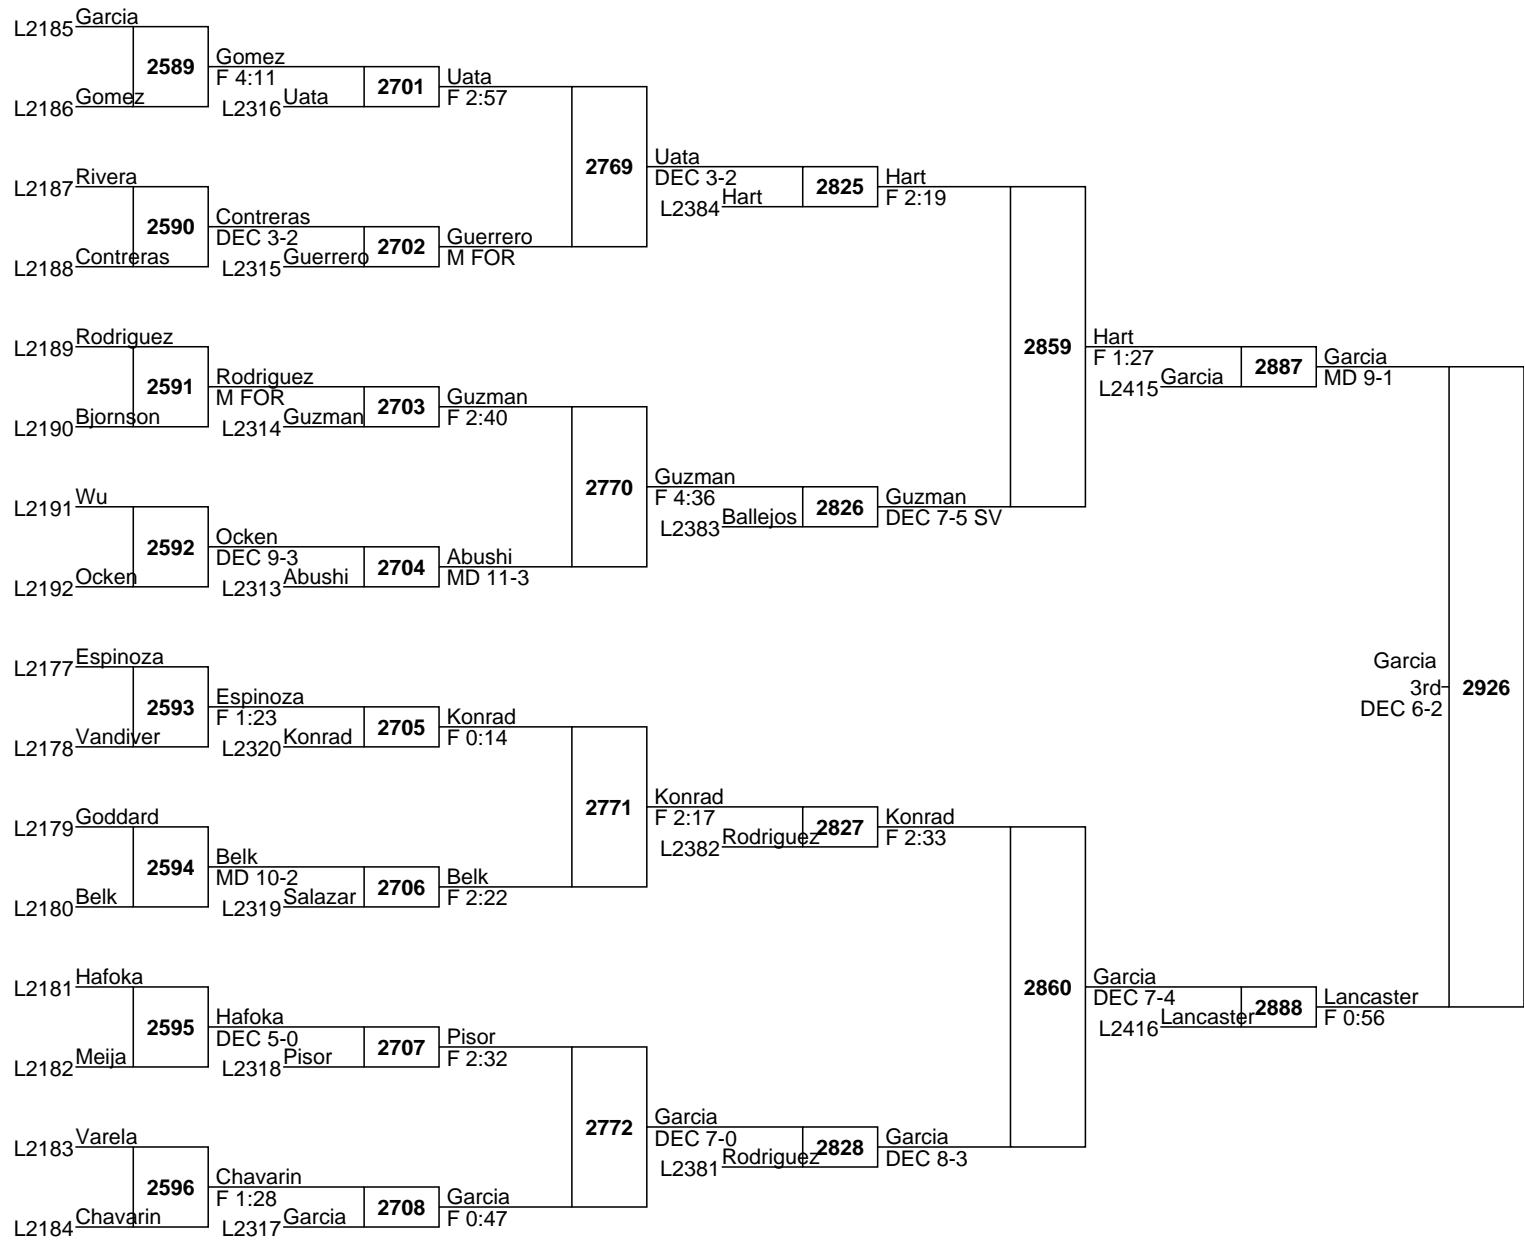 L2185 Garcia
2589
Gomez
F 4:11
L2186 Gomez
L2316 Uata
2701
Uata
F 2:57
L2187 Rivera
2590
Contreras
DEC 3-2
L2188 Contreras
L2315 Guerrero
2702
Guerrero
M FOR
2769
Uata
DEC 3-2
L2384 Hart
2825
Hart
F 2:19
L2189 Rodriguez
2591
Rodriguez
M FOR
L2190 Bjornson
L2314 Guzman
2703
Guzman
F 2:40
L2191 Wu
2592
Ocken
DEC 9-3
L2192 Ocken
L2313 Abushi
2704
Abushi
MD 11-3
2770
Guzman
F 4:36
L2383 Ballejos
2826
Guzman
DEC 7-5 SV
2859
Hart
F 1:27
L2415 Garcia
2887
Garcia
MD 9-1
L2177 Espinoza
2593
Espinoza
F 1:23
L2178 Vandiver
L2320 Konrad
2705
Konrad
F 0:14
L2179 Goddard
2594
Belk
MD 10-2
L2180 Belk
L2319 Salazar
2706
Belk
F 2:22
2771
Konrad
F 2:17
L2382 Rodriguez
2827
Konrad
F 2:33
L2181 Hafoka
2595
Hafoka
DEC 5-0
L2182 Meija
L2318 Pisor
2707
Pisor
F 2:32
L2183 Varela
2596
Chavarin
F 1:28
L2184 Chavarin
L2317 Garcia
2708
Garcia
F 0:47
2772
Garcia
DEC 7-0
L2381 Rodriguez
2828
Garcia
DEC 8-3
2860
Garcia
DEC 7-4
L2416 Lancaster
2888
Lancaster
F 0:56
Garcia
3rd
DEC 6-2
2926